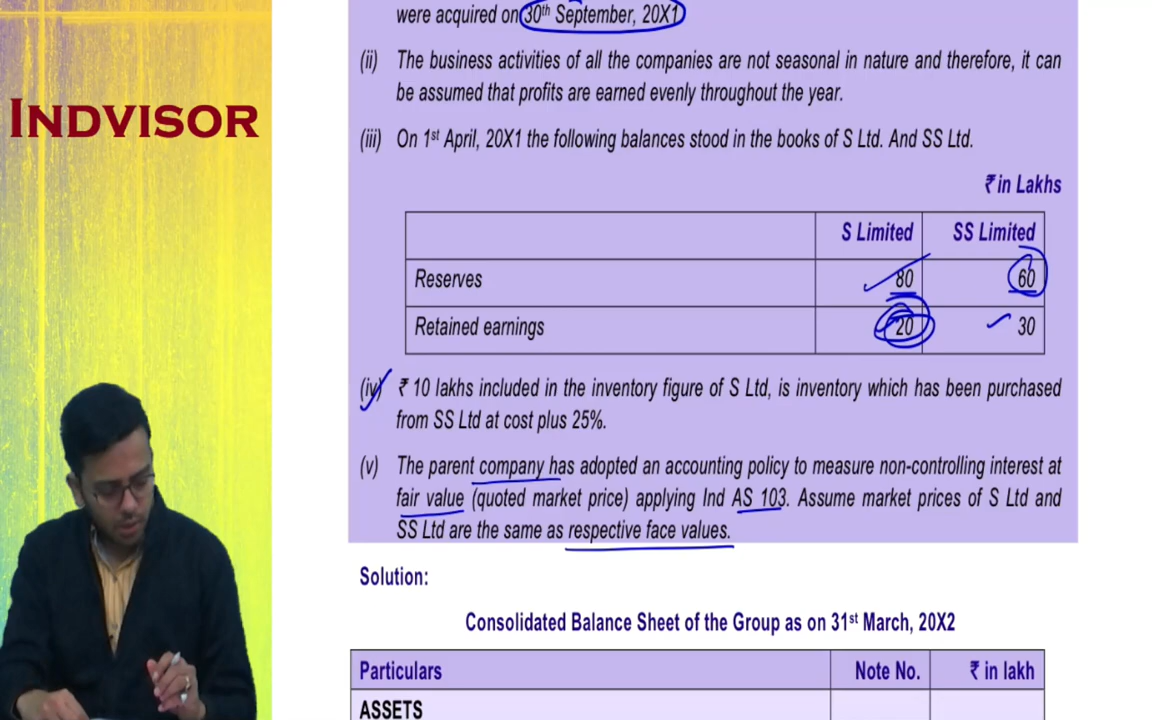 INDVISOR
were acquired on 30th September, 20X1
(ii) The business activities of all the companies are not seasonal in nature and therefore, it can
be assumed that profits are earned evenly throughout the year.
(iii) On 1st April, 20X1 the following balances stood in the books of S Ltd. And SS Ltd.
₹ in Lakhs
S Limited SS Limited
Reserves 80 60
Retained earnings 20 30
(iv) ₹ 10 lakhs included in the inventory figure of S Ltd, is inventory which has been purchased
from SS Ltd at cost plus 25%.
(v) The parent company has adopted an accounting policy to measure non-controlling interest at
fair value (quoted market price) applying Ind AS 103. Assume market prices of S Ltd and
SS Ltd are the same as respective face values.
Solution:
Consolidated Balance Sheet of the Group as on 31st March, 20X2
Particulars Note No. ₹ in lakh
ASSETS